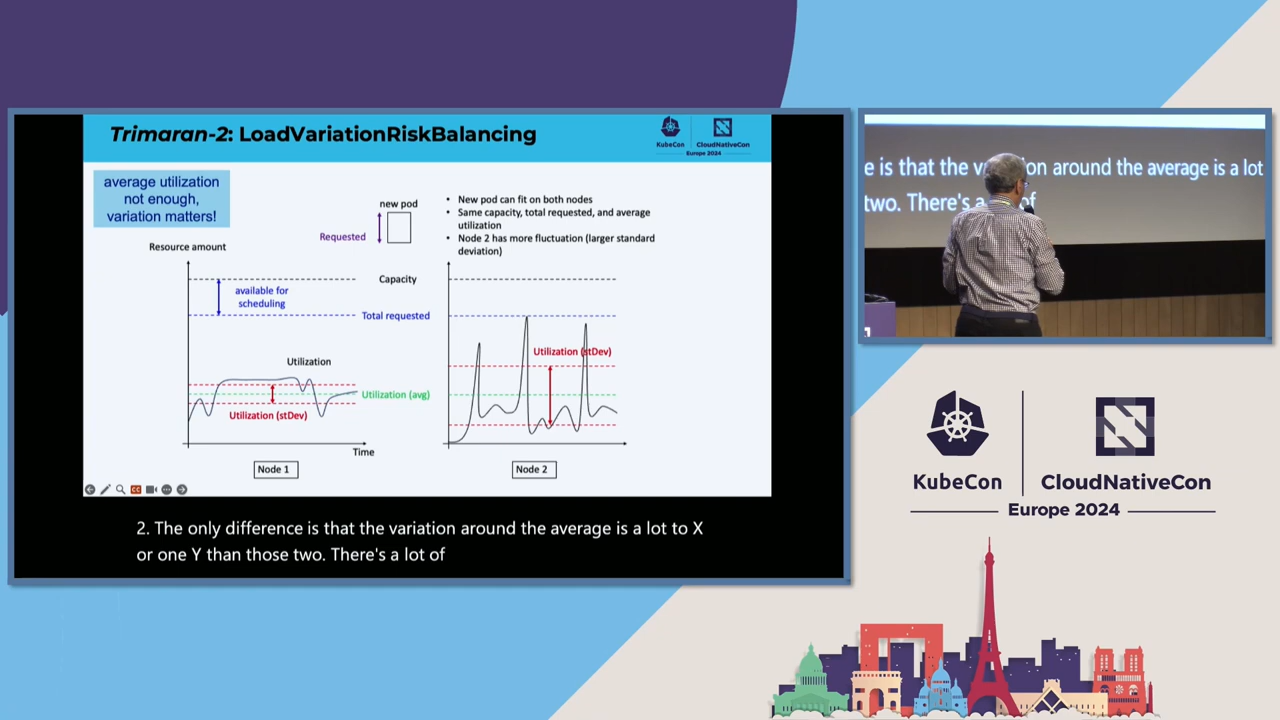 Trimaran-2: LoadVariationRiskBalancing
KubeCon
CloudNativeCon
Europe 2024
average utilization
not enough,
variation matters!
new pod
Requested
• New pod can fit on both nodes
• Same capacity, total requested, and average
utilization
• Node 2 has more fluctuation (larger standard
deviation)
Resource amount
Capacity
available for
scheduling
Total requested
Utilization
Utilization (stDev)
Utilization (avg)
Utilization (stDev)
Time
Node 1
Node 2
CC
2. The only difference is that the variation around the average is a lot to X
or one Y than those two. There's a lot of
e is that the v on around the average is a lot
two. There's a of
KubeCon
CloudNativeCon
Europe 2024